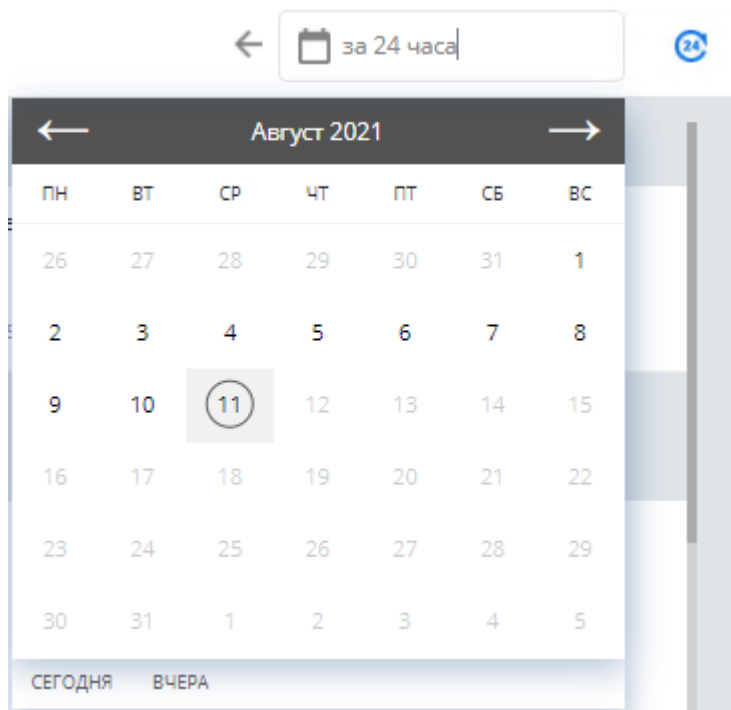 за 24 часа
24
Август 2021
ПН ВТ СР ЧТ ПТ СБ ВС
26 27 28 29 30 31 1
2 3 4 5 6 7 8
9 10 11 12 13 14 15
16 17 18 19 20 21 22
23 24 25 26 27 28 29
30 31 1 2 3 4 5
СЕГОДНЯ ВЧЕРА